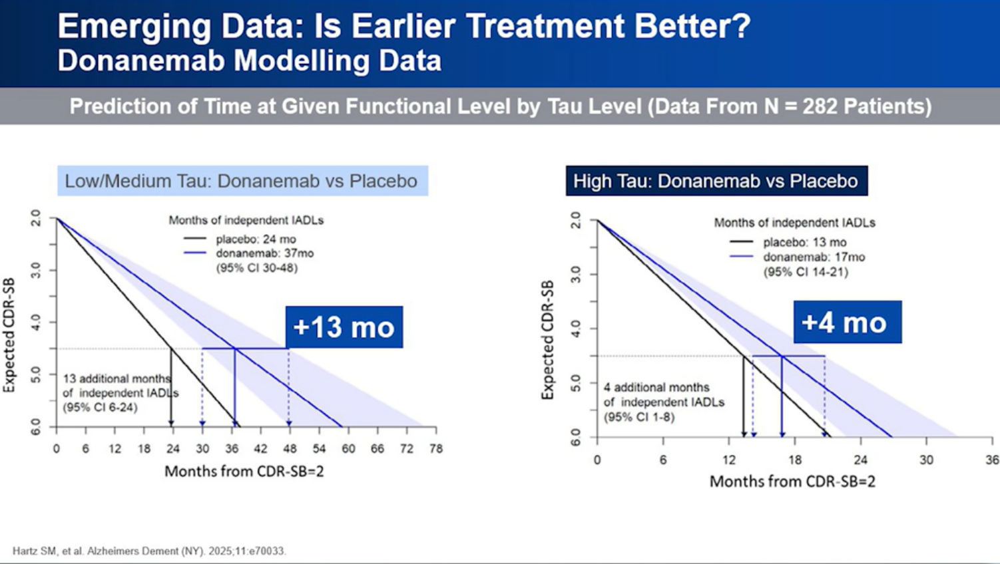 Emerging Data: Is Earlier Treatment Better?
Donanemab Modelling Data
Prediction of Time at Given Functional Level by Tau Level (Data From N = 282 Patients)
Low/Medium Tau: Donanemab vs Placebo
Months of independent IADLs
placebo: 24 mo
donanemab: 37mo
(95% CI 30-48)
+13 mo
13 additional months
of independent IADLs
(95% CI 6-24)
Expected CDR-SB
2.0
3.0
4.0
5.0
6.0
0 6 12 18 24 30 36 42 48 54 60 66 72 78
Months from CDR-SB=2
High Tau: Donanemab vs Placebo
Months of independent IADLs
placebo: 13 mo
donanemab: 17mo
(95% CI 14-21)
+4 mo
4 additional months
of independent IADLs
(95% CI 1-8)
Expected CDR-SB
2.0
3.0
4.0
5.0
6.0
0 6 12 18 24 30 36
Months from CDR-SB=2
Hartz SM, et al. Alzheimers Dement (NY). 2025;11:e70033.